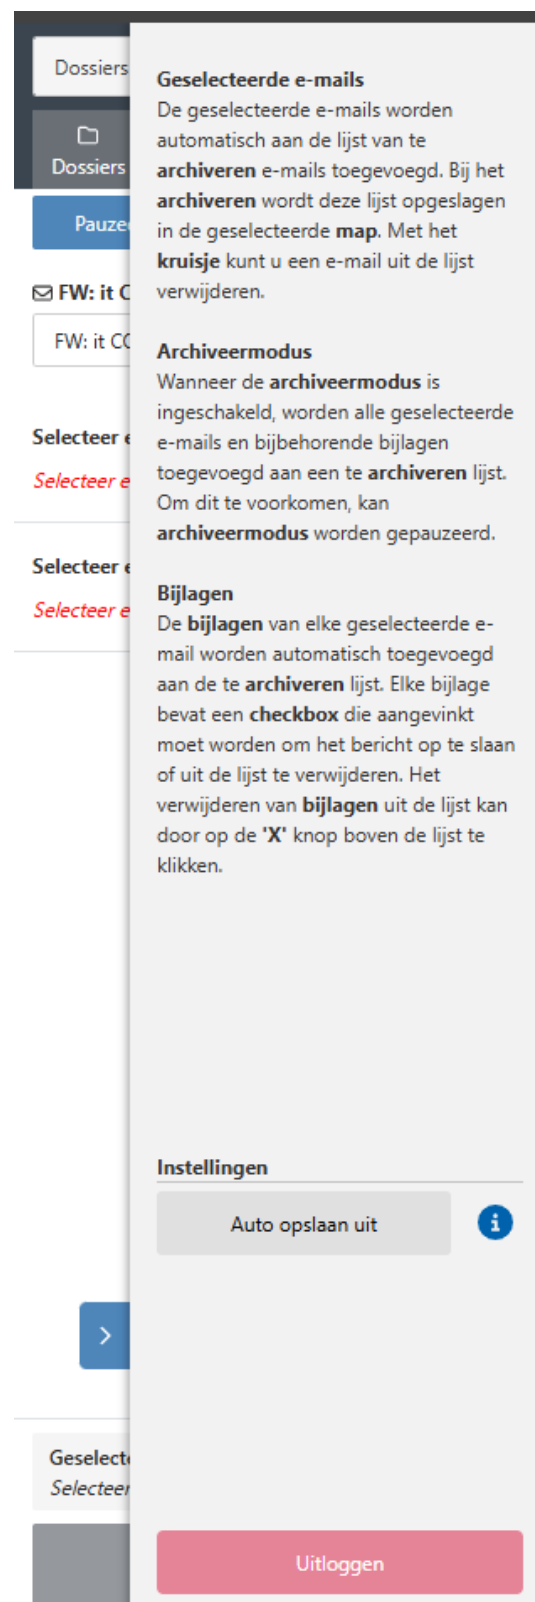 Dossiers
Dossiers
FW: it
FW: it
Selecteer
Selecteer
Selecteer
Selecteer
Selecteer
Geselecteerde e-mails
De geselecteerde e-mails worden
automatisch aan de lijst van te
archiveren e-mails toegevoegd. Bij het
archiveren wordt deze lijst opgeslagen
in de geselecteerde map. Met het
kruisje kunt u een e-mail uit de lijst
verwijderen.
Archiveermodus
Wanneer de archiveermodus is
ingeschakeld, worden alle geselecteerde
e-mails en bijbehorende bijlagen
toegevoegd aan een te archiveren lijst.
Om dit te voorkomen, kan
archiveermodus worden gepauzeerd.
Bijlagen
De bijlagen van elke geselecteerde e-
mail worden automatisch toegevoegd
aan de te archiveren lijst. Elke bijlage
bevat een checkbox die aangevinkt
moet worden om het bericht op te slaan
of uit de lijst te verwijderen. Het
verwijderen van bijlagen uit de lijst kan
door op de 'X' knop boven de lijst te
klikken.
Instellingen
Auto opslaan uit
Uitloggen